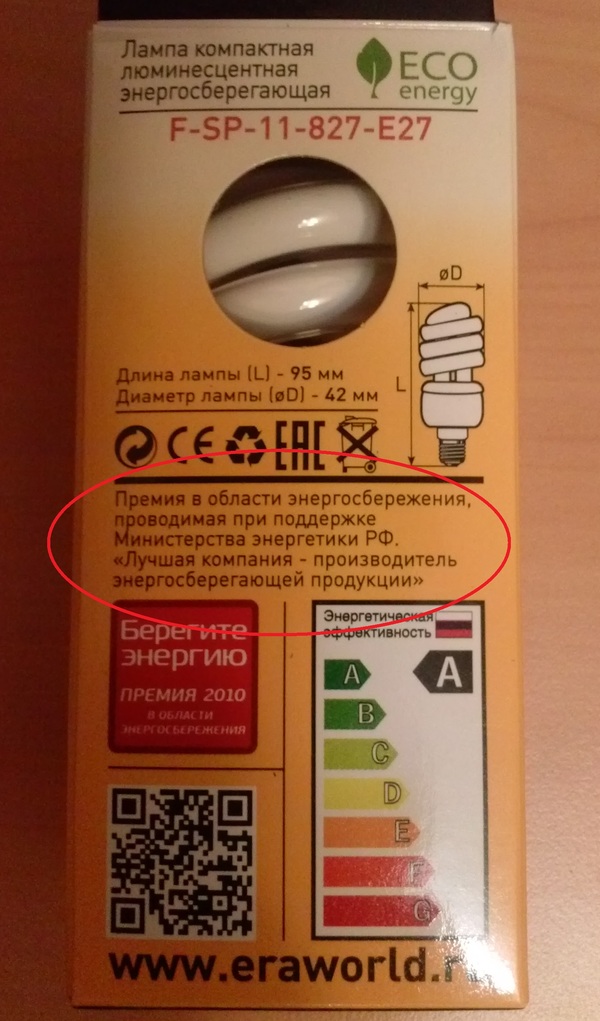 Лампа компактная
люминесцентная
энергосберегающая
ECO
energy
F-SP-11-827-E27
øD
L
Длина лампы (L) - 95 мм
Диаметр лампы (øD) - 42 мм
CE EAC
Премия в области энергосбережения,
проводимая при поддержке
Министерства энергетики РФ.
«Лучшая компания - производитель
энергосберегающей продукции»
Берегите
энергию
ПРЕМИЯ 2010
В ОБЛАСТИ
ЭНЕРГОСБЕРЕЖЕНИЯ
Энергетическая
эффективность
A
A
B
C
D
E
F
G
www.eraworld.r